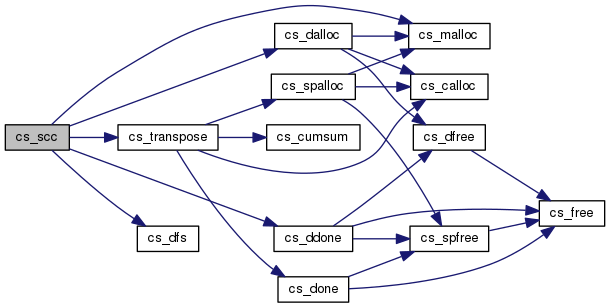 cs_dalloc
cs_malloc
cs_spalloc
cs_calloc
cs_scc
cs_transpose
cs_cumsum
cs_dfree
cs_free
cs_dfs
cs_ddone
cs_spfree
cs_done